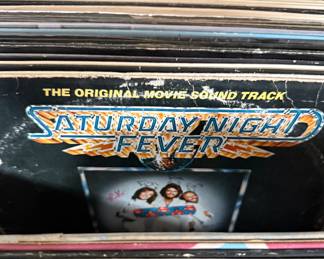 THE ORIGINAL MOVIE SOUND TRACK
SATURDAY NIGHT
FEVER